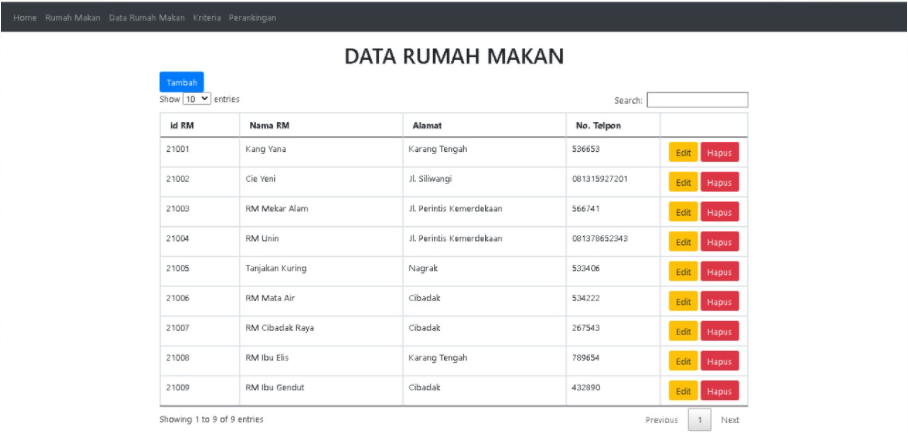 Home Rumah Makan Data Rumah Makan Kriteria Perankingan
DATA RUMAH MAKAN
Tambah
Show 10 entries Search:
id RM Nama RM Alamat No. Telpon
21001 Kang Yana Karang Tengah 536653 Edit Hapus
21002 Cie Yeni Jl. Siliwangi 081315927201 Edit Hapus
21003 RM Mekar Alam Jl. Perintis Kemerdekaan 566741 Edit Hapus
21004 RM Unin Jl. Perintis Kemerdekaan 081378652343 Edit Hapus
21005 Tanjakan Kuring Nagrak 533406 Edit Hapus
21006 RM Mata Air Cibadak 534222 Edit Hapus
21007 RM Cibadak Raya Cibadak 267543 Edit Hapus
21008 RM Ibu Elis Karang Tengah 789654 Edit Hapus
21009 RM Ibu Gendut Cibadak 432890 Edit Hapus
Showing 1 to 9 of 9 entries Previous 1 Next